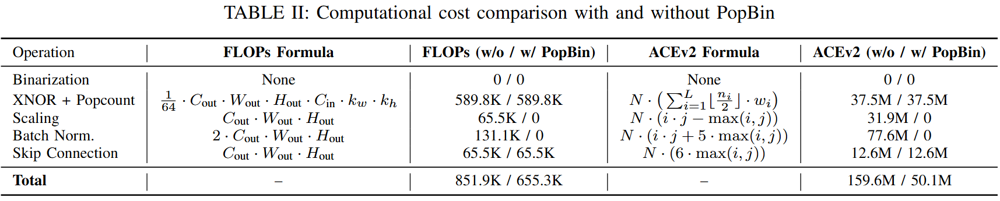 TABLE II: Computational cost comparison with and without PopBin
Operation FLOPs Formula FLOPs (w/o / w/ PopBin) ACEv2 Formula ACEv2 (w/o / w/ PopBin)
Binarization None 0 / 0 None 0 / 0
XNOR + Popcount $\frac{1}{64} \cdot C_{\text{out}} \cdot W_{\text{out}} \cdot H_{\text{out}} \cdot C_{\text{in}} \cdot k_w \cdot k_h$ 589.8K / 589.8K $N \cdot \left( \sum_{i=1}^{L} \lfloor \frac{n_i}{2} \rfloor \cdot w_i \right)$ 37.5M / 37.5M
Scaling $C_{\text{out}} \cdot W_{\text{out}} \cdot H_{\text{out}}$ 65.5K / 0 $N \cdot (i \cdot j - \max(i, j))$ 31.9M / 0
Batch Norm. $2 \cdot C_{\text{out}} \cdot W_{\text{out}} \cdot H_{\text{out}}$ 131.1K / 0 $N \cdot (i \cdot j + 5 \cdot \max(i, j))$ 77.6M / 0
Skip Connection $C_{\text{out}} \cdot W_{\text{out}} \cdot H_{\text{out}}$ 65.5K / 65.5K $N \cdot (6 \cdot \max(i, j))$ 12.6M / 12.6M
Total – 851.9K / 655.3K – 159.6M / 50.1M